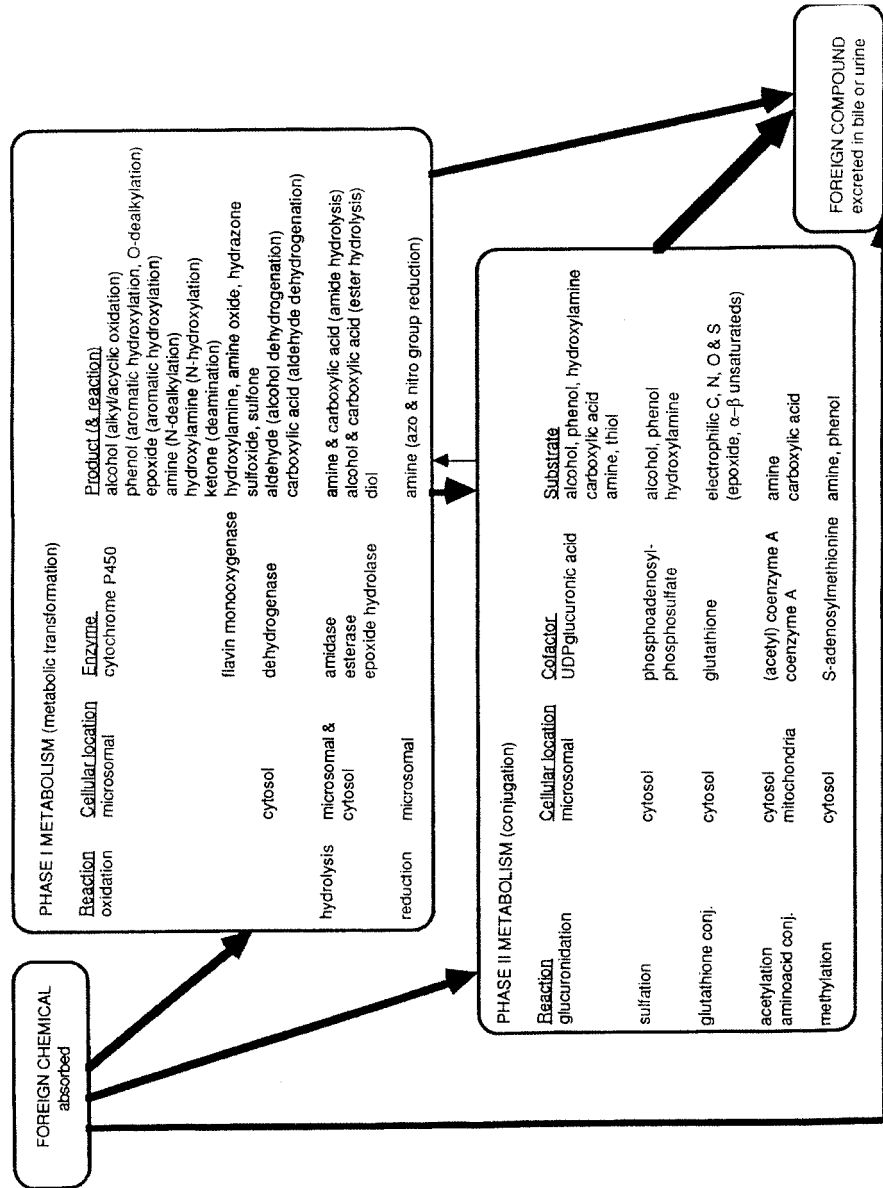 FOREIGN CHEMICAL
absorbed
PHASE I METABOLISM (metabolic transformation)
Reaction Cellular location Enzyme Product (& reaction)
oxidation microsomal cytochrome P450 alcohol (alkyl/acyclic oxidation)
phenol (aromatic hydroxylation, O-dealkylation)
epoxide (aromatic hydroxylation)
amine (N-dealkylation)
hydroxylamine (N-hydroxylation)
ketone (deamination)
flavin monooxygenase hydroxylamine, amine oxide, hydrazone
sulfoxide, sulfone
cytosol dehydrogenase aldehyde (alcohol dehydrogenation)
carboxylic acid (aldehyde dehydrogenation)
hydrolysis microsomal & amidase amine & carboxylic acid (amide hydrolysis)
cytosol esterase alcohol & carboxylic acid (ester hydrolysis)
epoxide hydrolase diol
reduction microsomal amine (azo & nitro group reduction)
PHASE II METABOLISM (conjugation)
Reaction Cellular location Cofactor Substrate
glucuronidation microsomal UDPglucuronic acid alcohol, phenol, hydroxylamine
carboxylic acid
amine, thiol
sulfation cytosol phosphoadenosyl- alcohol, phenol
phosphosulfate hydroxylamine
glutathione conj. cytosol glutathione electrophilic C, N, O & S
(epoxide, α–β unsaturateds)
acetylation cytosol (acetyl) coenzyme A amine
aminoacid conj. mitochondria coenzyme A carboxylic acid
methylation cytosol S-adenosylmethionine amine, phenol
FOREIGN COMPOUND
excreted in bile or urine